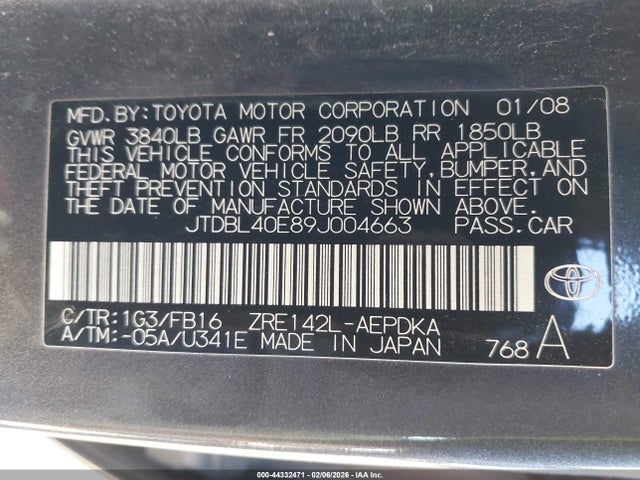 MFD.BY:TOYOTA MOTOR CORPORATION 01/08
GVWR 3840LB GAWR FR 2090LB RR 1850LB
THIS VEHICLE CONFORMS TO ALL APPLICABLE
FEDERAL MOTOR VEHICLE SAFETY,BUMPER,AND
THEFT PREVENTION STANDARDS IN EFFECT ON
THE DATE OF MANUFACTURE SHOWN ABOVE.
JTDBL40E89J004663 PASS.CAR
C/TR:1G3/FB16 ZRE142L-AEPDKA
A/TM:-05A/U341E MADE IN JAPAN 768 A
000-44332471 - 02/06/2026 - IAA Inc.